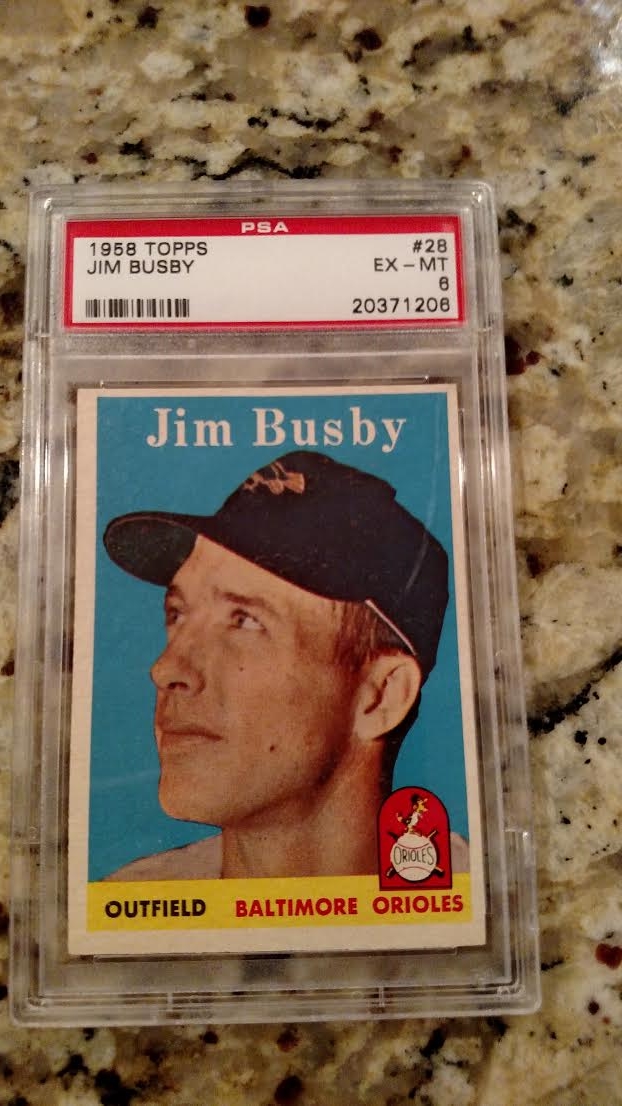 PSA
1958 TOPPS #28
JIM BUSBY EX-MT
6
20371206
Jim Busby
ORIOLES
OUTFIELD BALTIMORE ORIOLES